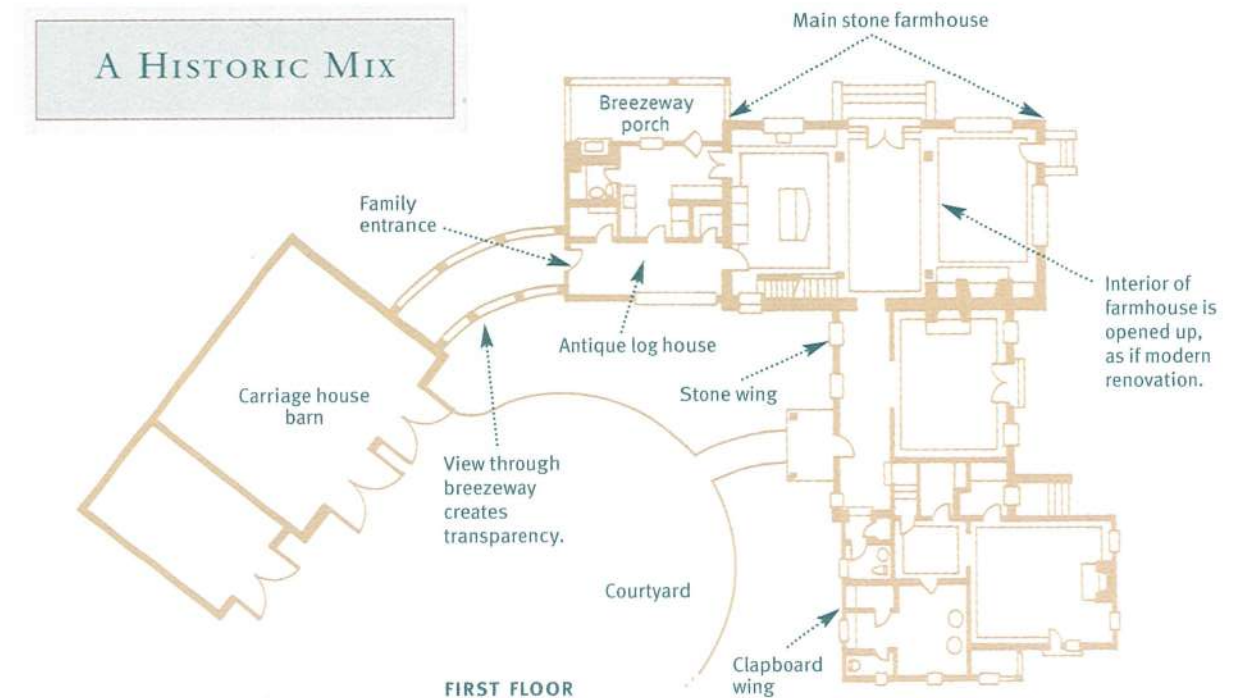 A HISTORIC MIX
Main stone farmhouse
Breezeway
porch
Family
entrance
Antique log house
Interior of
farmhouse is
opened up,
as if modern
renovation.
Stone wing
Carriage house
barn
View through
breezeway
creates
transparency.
Courtyard
Clapboard
wing
FIRST FLOOR